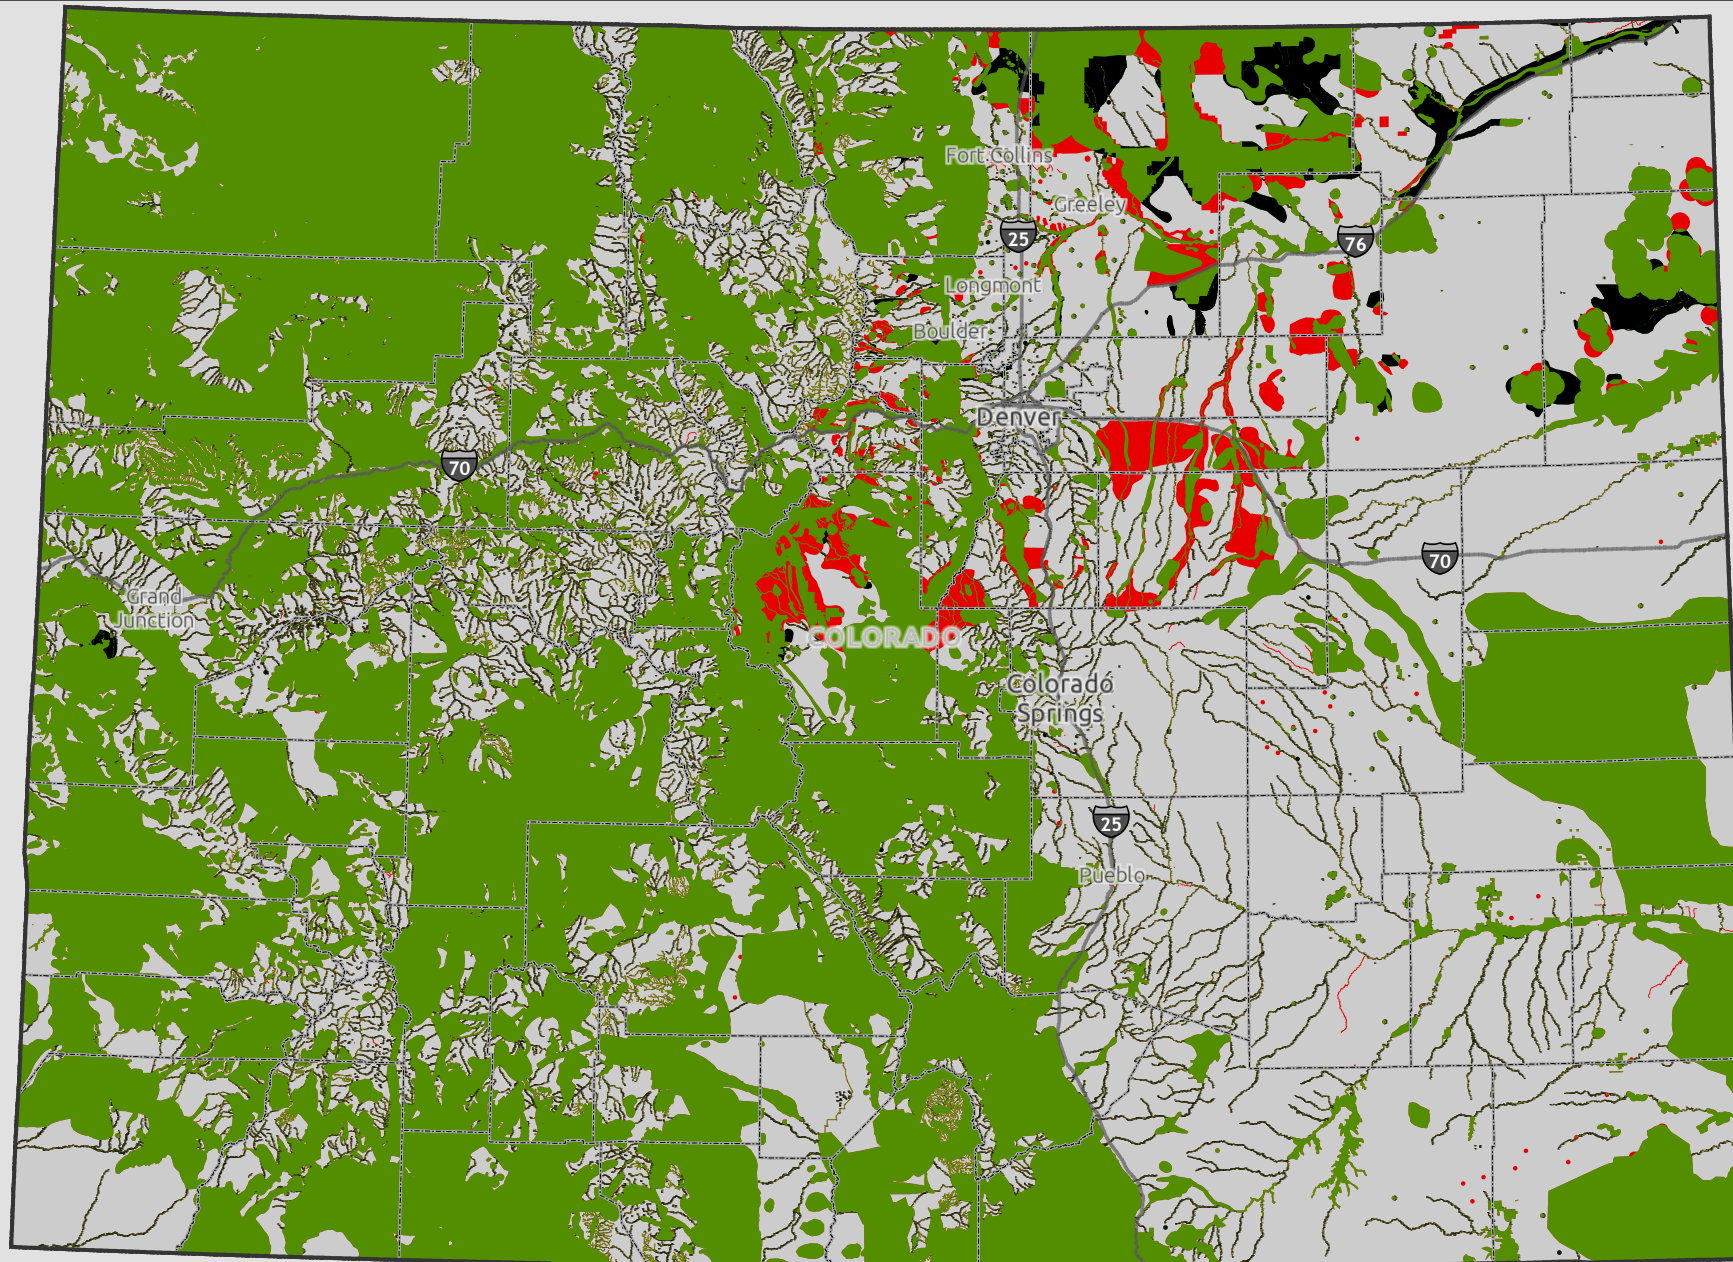 Fort Collins
Greeley
25
76
Longmont
Boulder
Denver
70
70
Grand
Junction
COLORADO
Colorado
Springs
25
Pueblo